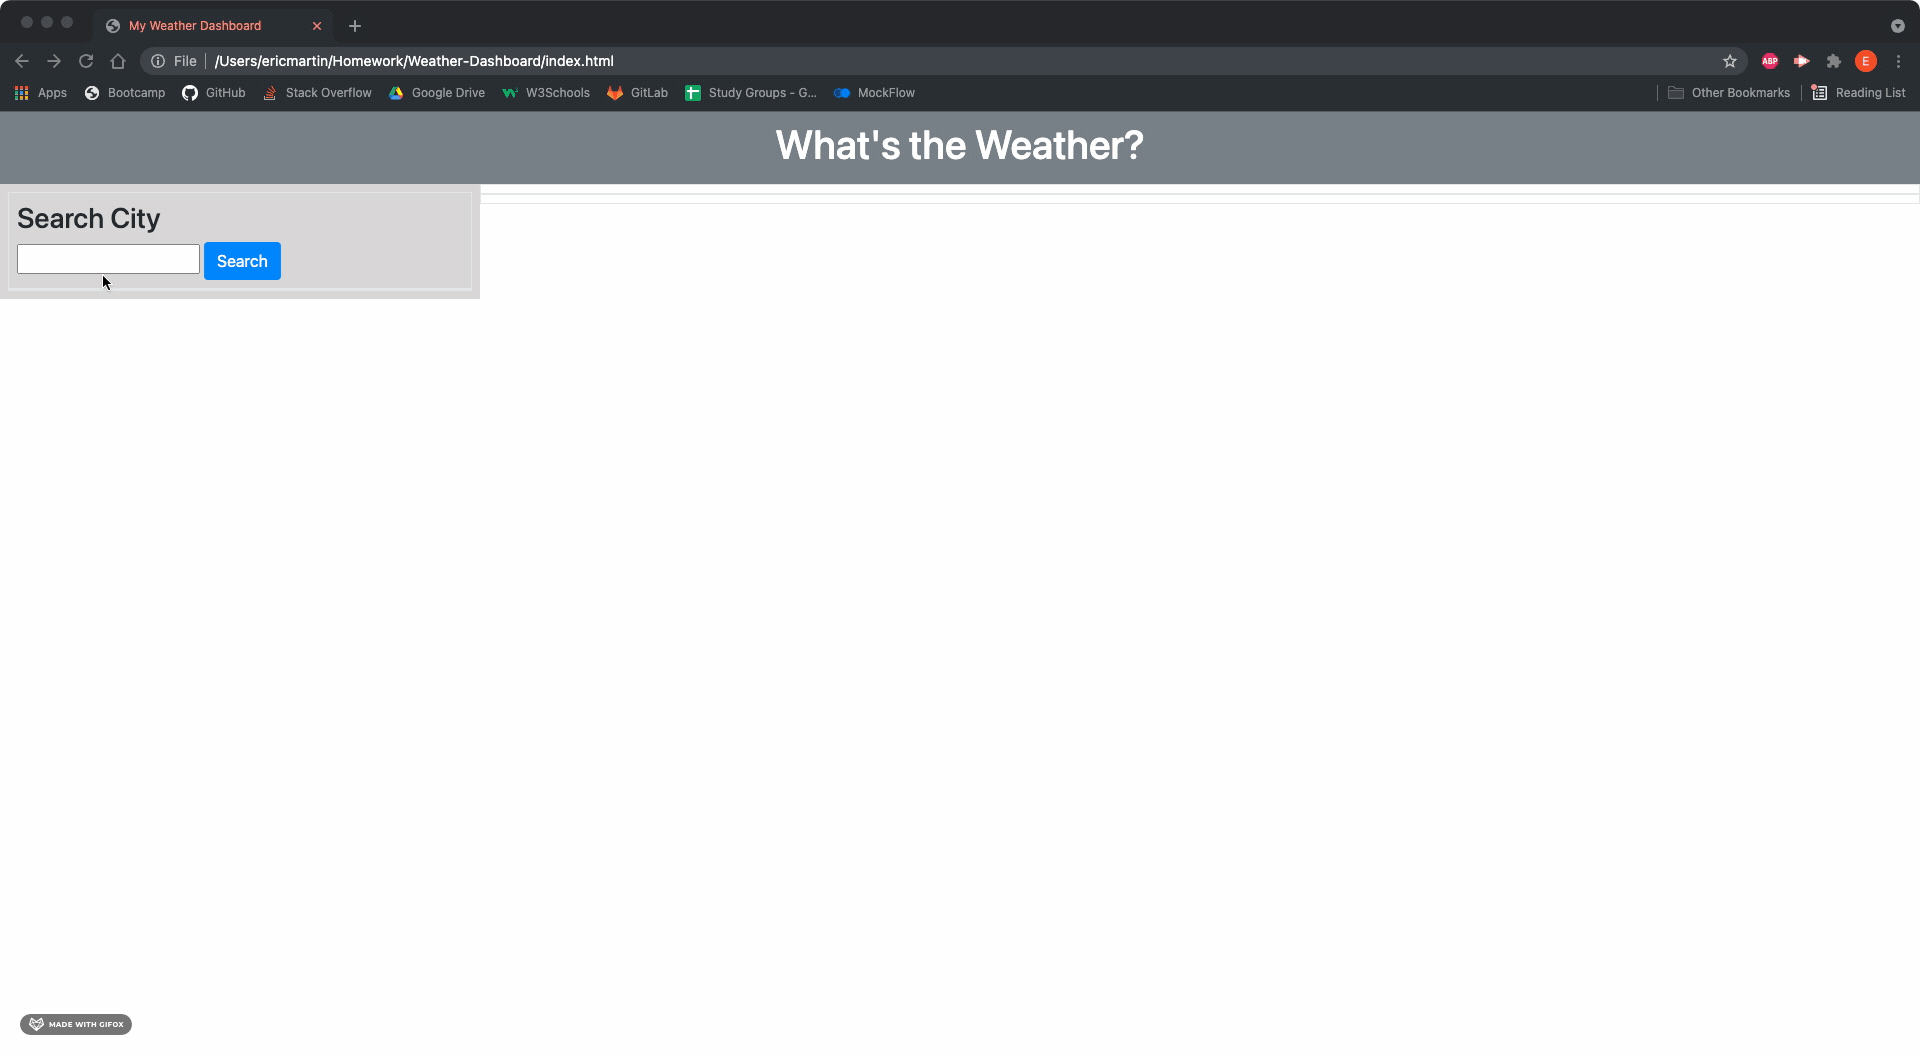 My Weather Dashboard
File /Users/ericmartin/Homework/Weather-Dashboard/index.html ABP E
Apps Bootcamp GitHub Stack Overflow Google Drive W3Schools GitLab Study Groups - G... MockFlow Other Bookmarks Reading List
What's the Weather?
Search City
Search
MADE WITH GIFOX